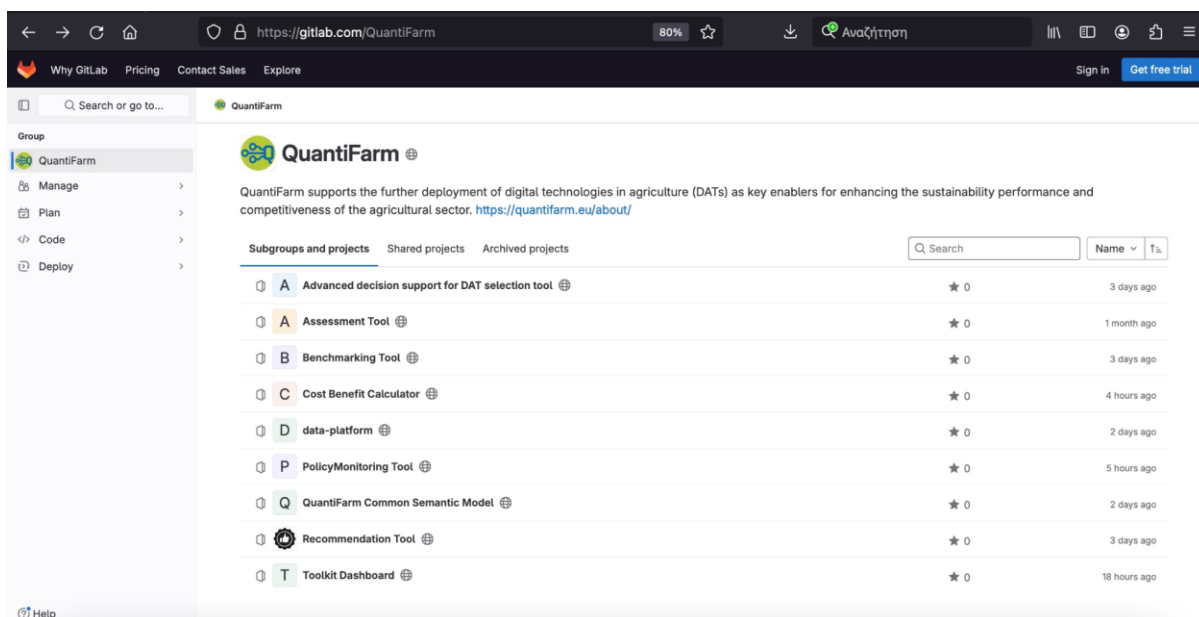 https://gitlab.com/QuantiFarm 80% Αναζήτηση
Why GitLab Pricing Contact Sales Explore Sign in Get free trial
Search or go to... QuantiFarm
Group
QuantiFarm
Manage
Plan
Code
Deploy
QuantiFarm
QuantiFarm supports the further deployment of digital technologies in agriculture (DATs) as key enablers for enhancing the sustainability performance and
competitiveness of the agricultural sector. https://quantifarm.eu/about/
Subgroups and projects Shared projects Archived projects Search Name
A Advanced decision support for DAT selection tool 0 3 days ago
A Assessment Tool 0 1 month ago
B Benchmarking Tool 0 3 days ago
C Cost Benefit Calculator 0 4 hours ago
D data-platform 0 2 days ago
P PolicyMonitoring Tool 0 5 hours ago
Q QuantiFarm Common Semantic Model 0 2 days ago
Recommendation Tool 0 3 days ago
T Toolkit Dashboard 0 18 hours ago
Help